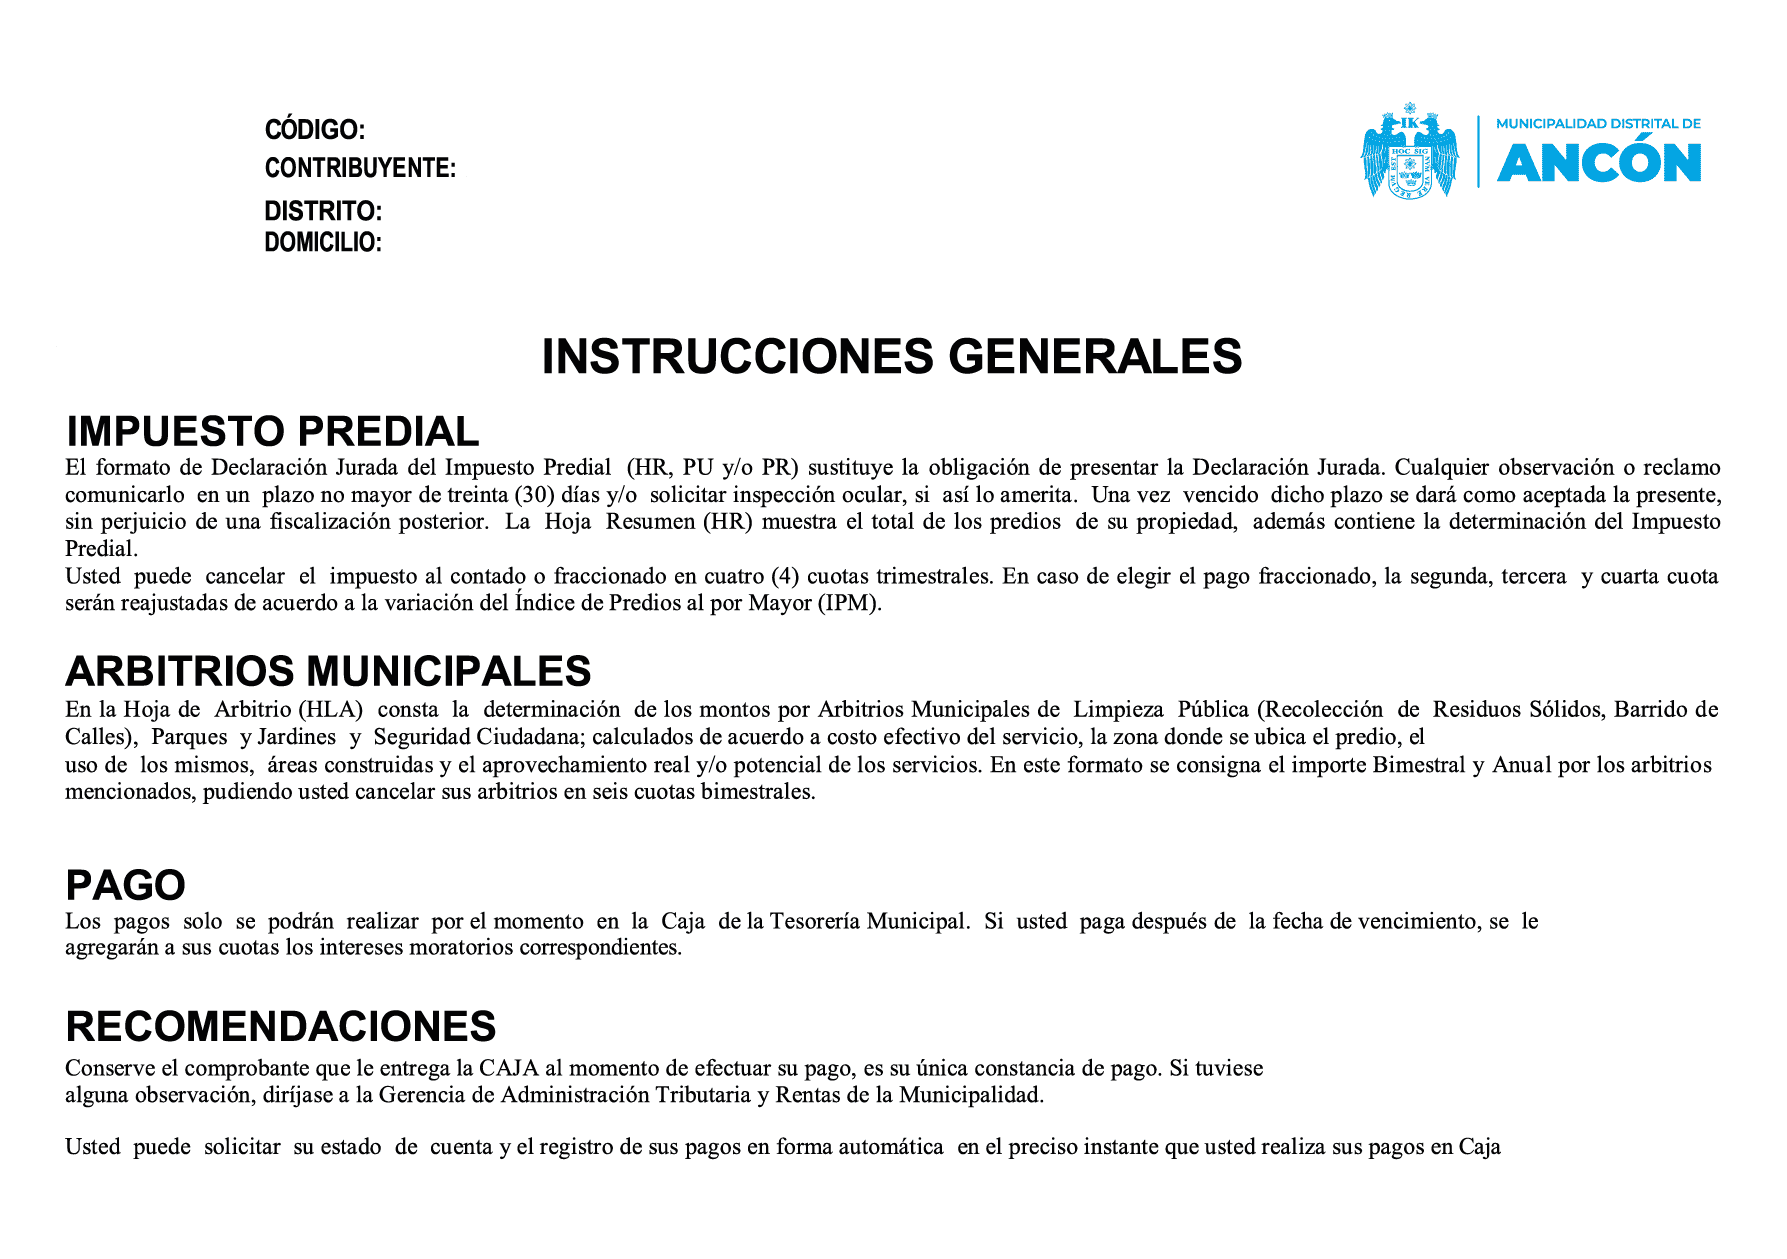 CÓDIGO:
CONTRIBUYENTE:
DISTRITO:
DOMICILIO:
IK
HOC SIG
NVM VERE
REGVM EST
MUNICIPALIDAD DISTRITAL DE
ANCÓN
INSTRUCCIONES GENERALES
IMPUESTO PREDIAL
El formato de Declaración Jurada del Impuesto Predial (HR, PU y/o PR) sustituye la obligación de presentar la Declaración Jurada. Cualquier observación o reclamo
comunicarlo en un plazo no mayor de treinta (30) días y/o solicitar inspección ocular, si así lo amerita. Una vez vencido dicho plazo se dará como aceptada la presente,
sin perjuicio de una fiscalización posterior. La Hoja Resumen (HR) muestra el total de los predios de su propiedad, además contiene la determinación del Impuesto
Predial.
Usted puede cancelar el impuesto al contado o fraccionado en cuatro (4) cuotas trimestrales. En caso de elegir el pago fraccionado, la segunda, tercera y cuarta cuota
serán reajustadas de acuerdo a la variación del Índice de Predios al por Mayor (IPM).
ARBITRIOS MUNICIPALES
En la Hoja de Arbitrio (HLA) consta la determinación de los montos por Arbitrios Municipales de Limpieza Pública (Recolección de Residuos Sólidos, Barrido de
Calles), Parques y Jardines y Seguridad Ciudadana; calculados de acuerdo a costo efectivo del servicio, la zona donde se ubica el predio, el
uso de los mismos, áreas construidas y el aprovechamiento real y/o potencial de los servicios. En este formato se consigna el importe Bimestral y Anual por los arbitrios
mencionados, pudiendo usted cancelar sus arbitrios en seis cuotas bimestrales.
PAGO
Los pagos solo se podrán realizar por el momento en la Caja de la Tesorería Municipal. Si usted paga después de la fecha de vencimiento, se le
agregarán a sus cuotas los intereses moratorios correspondientes.
RECOMENDACIONES
Conserve el comprobante que le entrega la CAJA al momento de efectuar su pago, es su única constancia de pago. Si tuviese
alguna observación, diríjase a la Gerencia de Administración Tributaria y Rentas de la Municipalidad.
Usted puede solicitar su estado de cuenta y el registro de sus pagos en forma automática en el preciso instante que usted realiza sus pagos en Caja